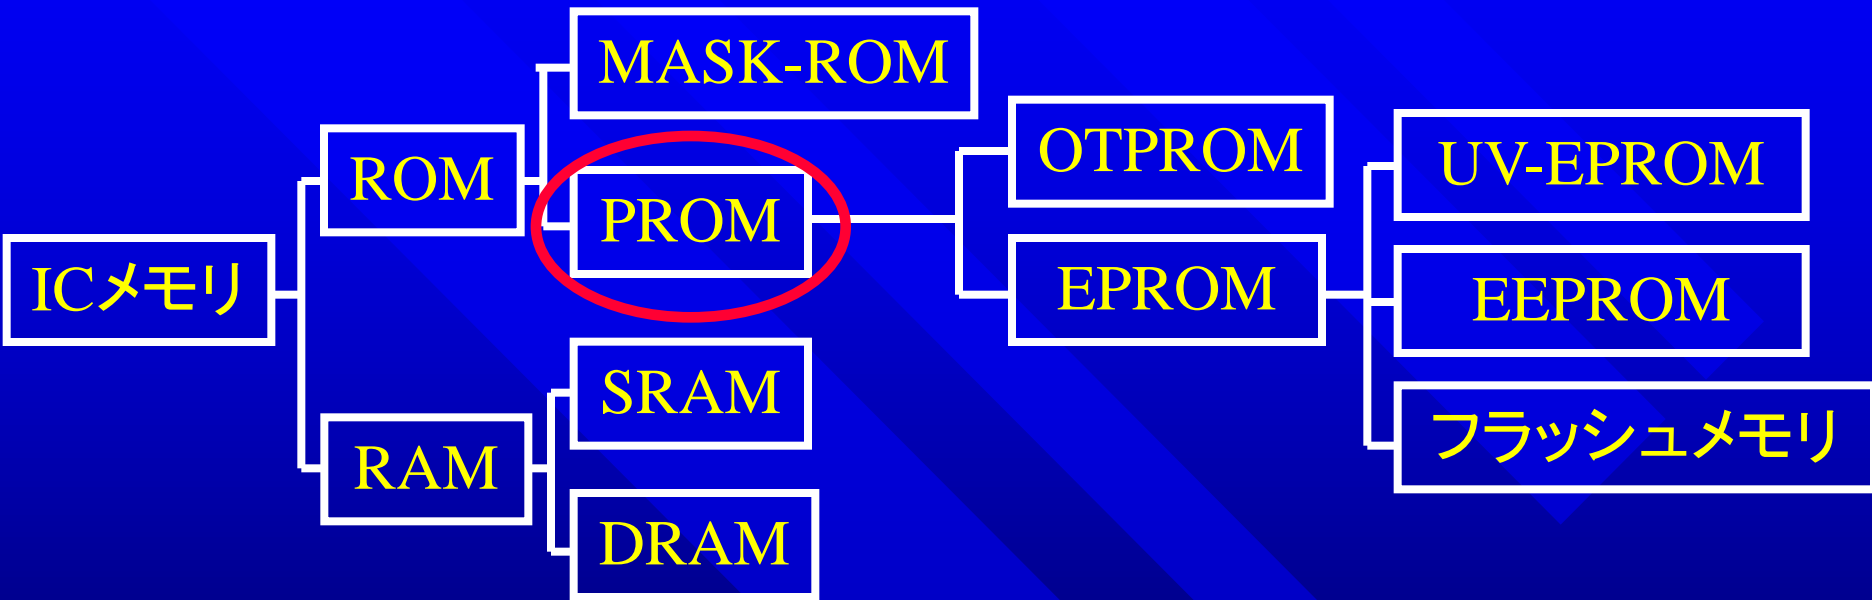 ICメモリ
ROM
MASK-ROM
PROM
OTPROM
EPROM
UV-EPROM
EEPROM
フラッシュメモリ
RAM
SRAM
DRAM